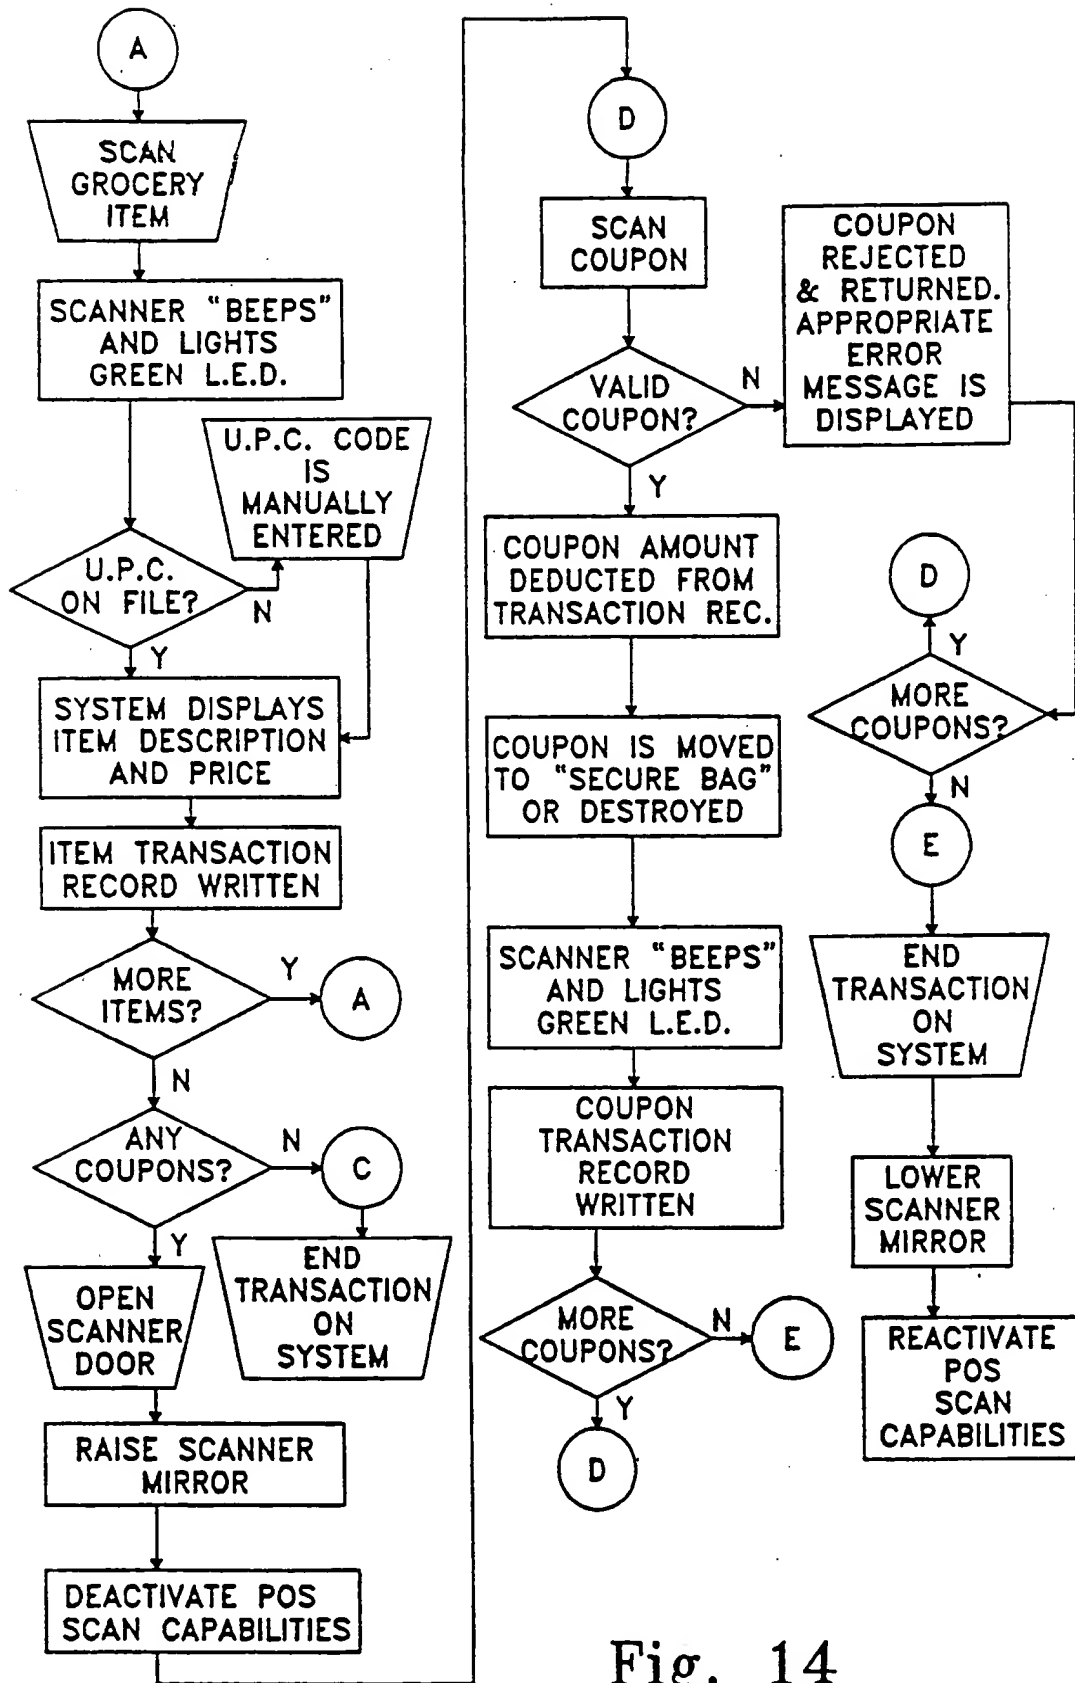 A
SCAN
GROCERY
ITEM
SCANNER "BEEPS"
AND LIGHTS
GREEN L.E.D.
U.P.C. CODE
IS
MANUALLY
ENTERED
U.P.C.
ON FILE?
N
Y
SYSTEM DISPLAYS
ITEM DESCRIPTION
AND PRICE
ITEM TRANSACTION
RECORD WRITTEN
MORE
ITEMS?
Y
A
N
ANY
COUPONS?
N
C
Y
END
TRANSACTION
ON
SYSTEM
OPEN
SCANNER
DOOR
RAISE SCANNER
MIRROR
DEACTIVATE POS
SCAN CAPABILITIES
D
SCAN
COUPON
VALID
COUPON?
N
COUPON
REJECTED
& RETURNED.
APPROPRIATE
ERROR
MESSAGE IS
DISPLAYED
Y
COUPON AMOUNT
DEDUCTED FROM
TRANSACTION REC.
COUPON IS MOVED
TO "SECURE BAG"
OR DESTROYED
SCANNER "BEEPS"
AND LIGHTS
GREEN L.E.D.
COUPON
TRANSACTION
RECORD
WRITTEN
MORE
COUPONS?
N
E
Y
D
D
Y
MORE
COUPONS?
N
E
END
TRANSACTION
ON
SYSTEM
LOWER
SCANNER
MIRROR
REACTIVATE
POS
SCAN
CAPABILITIES
Fig. 14